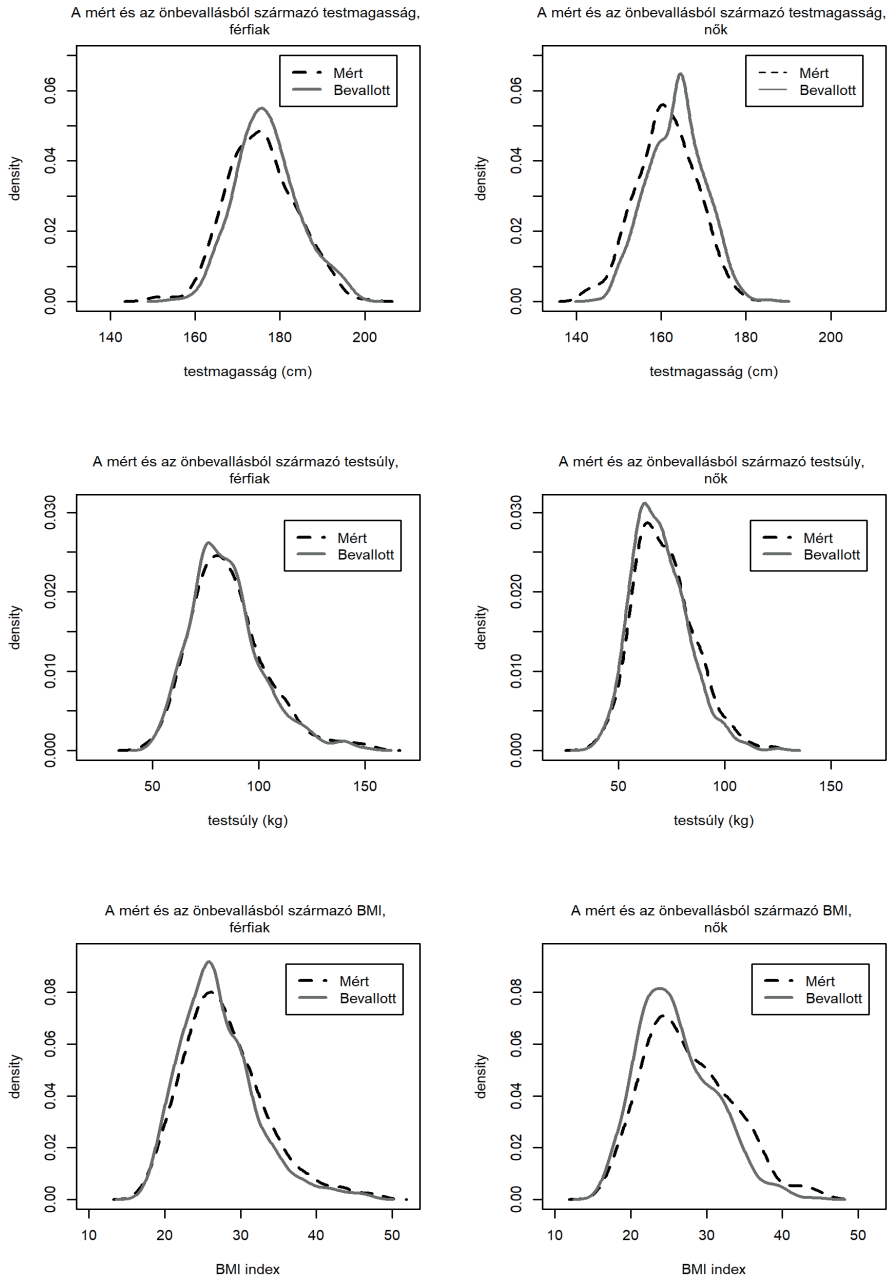 A mért és az önbevallásból származó testmagasság,
férfiak
density
0.00
0.02
0.04
0.06
Mért
Bevallott
140
160
180
200
testmagasság (cm)
A mért és az önbevallásból származó testmagasság,
nők
density
0.00
0.02
0.04
0.06
Mért
Bevallott
140
160
180
200
testmagasság (cm)
A mért és az önbevallásból származó testsúly,
férfiak
density
0.000
0.010
0.020
0.030
Mért
Bevallott
50
100
150
testsúly (kg)
A mért és az önbevallásból származó testsúly,
nők
density
0.000
0.010
0.020
0.030
Mért
Bevallott
50
100
150
testsúly (kg)
A mért és az önbevallásból származó BMI,
férfiak
density
0.00
0.02
0.04
0.06
0.08
Mért
Bevallott
10
20
30
40
50
BMI index
A mért és az önbevallásból származó BMI,
nők
density
0.00
0.02
0.04
0.06
0.08
Mért
Bevallott
10
20
30
40
50
BMI index